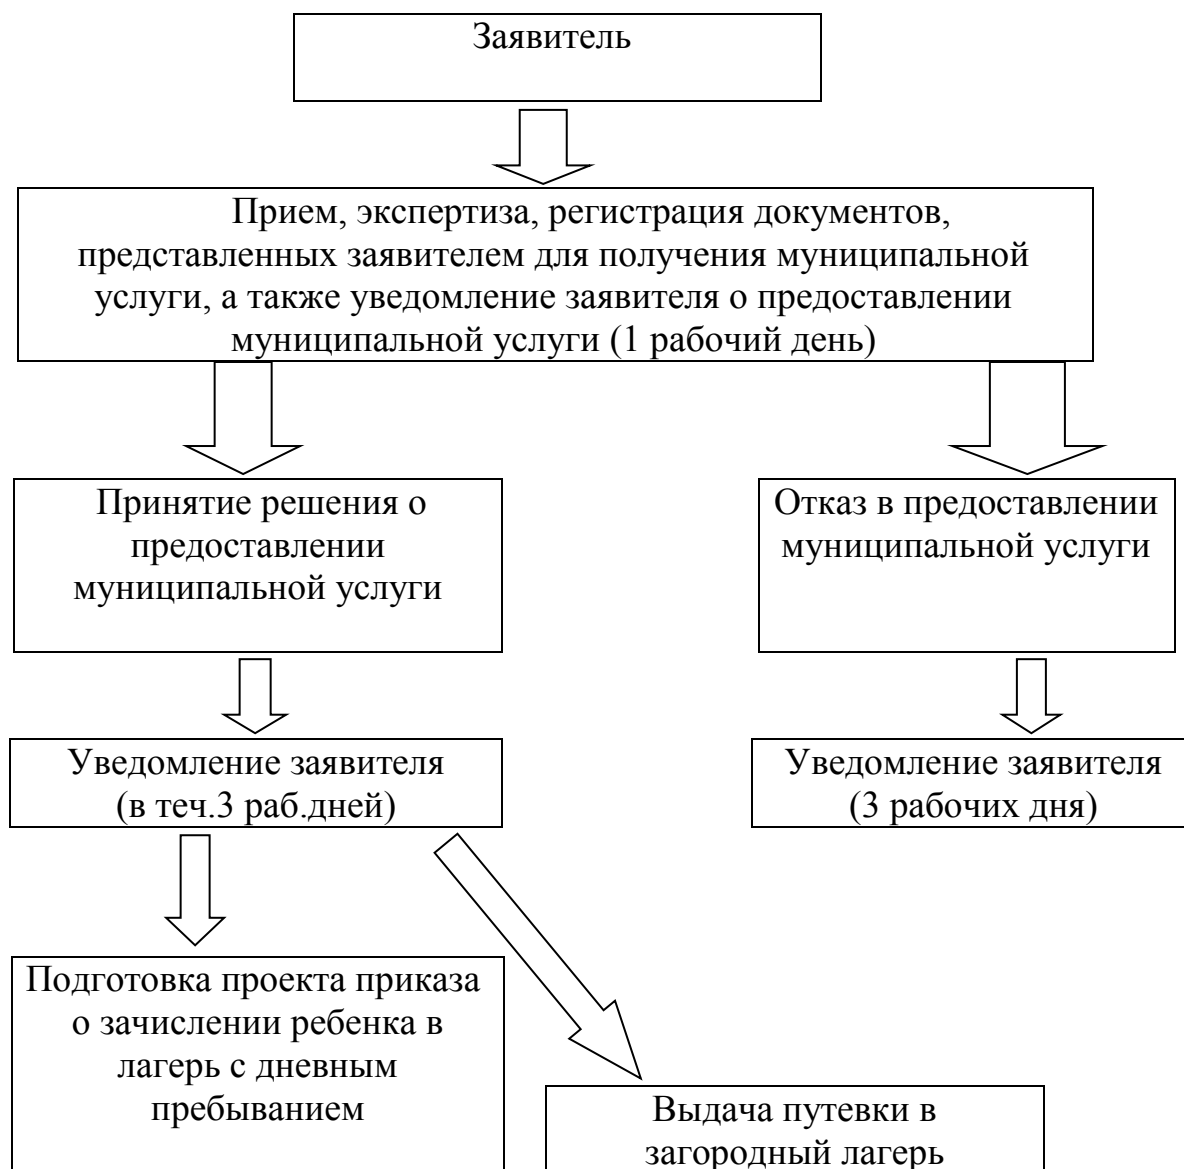 Заявитель
Прием, экспертиза, регистрация документов,
представленных заявителем для получения муниципальной
услуги, а также уведомление заявителя о предоставлении
муниципальной услуги (1 рабочий день)
Принятие решения о
предоставлении
муниципальной услуги
Отказ в предоставлении
муниципальной услуги
Уведомление заявителя
(в теч.3 раб.дней)
Уведомление заявителя
(3 рабочих дня)
Подготовка проекта приказа
о зачислении ребенка в
лагерь с дневным
пребыванием
Выдача путевки в
загородный лагерь